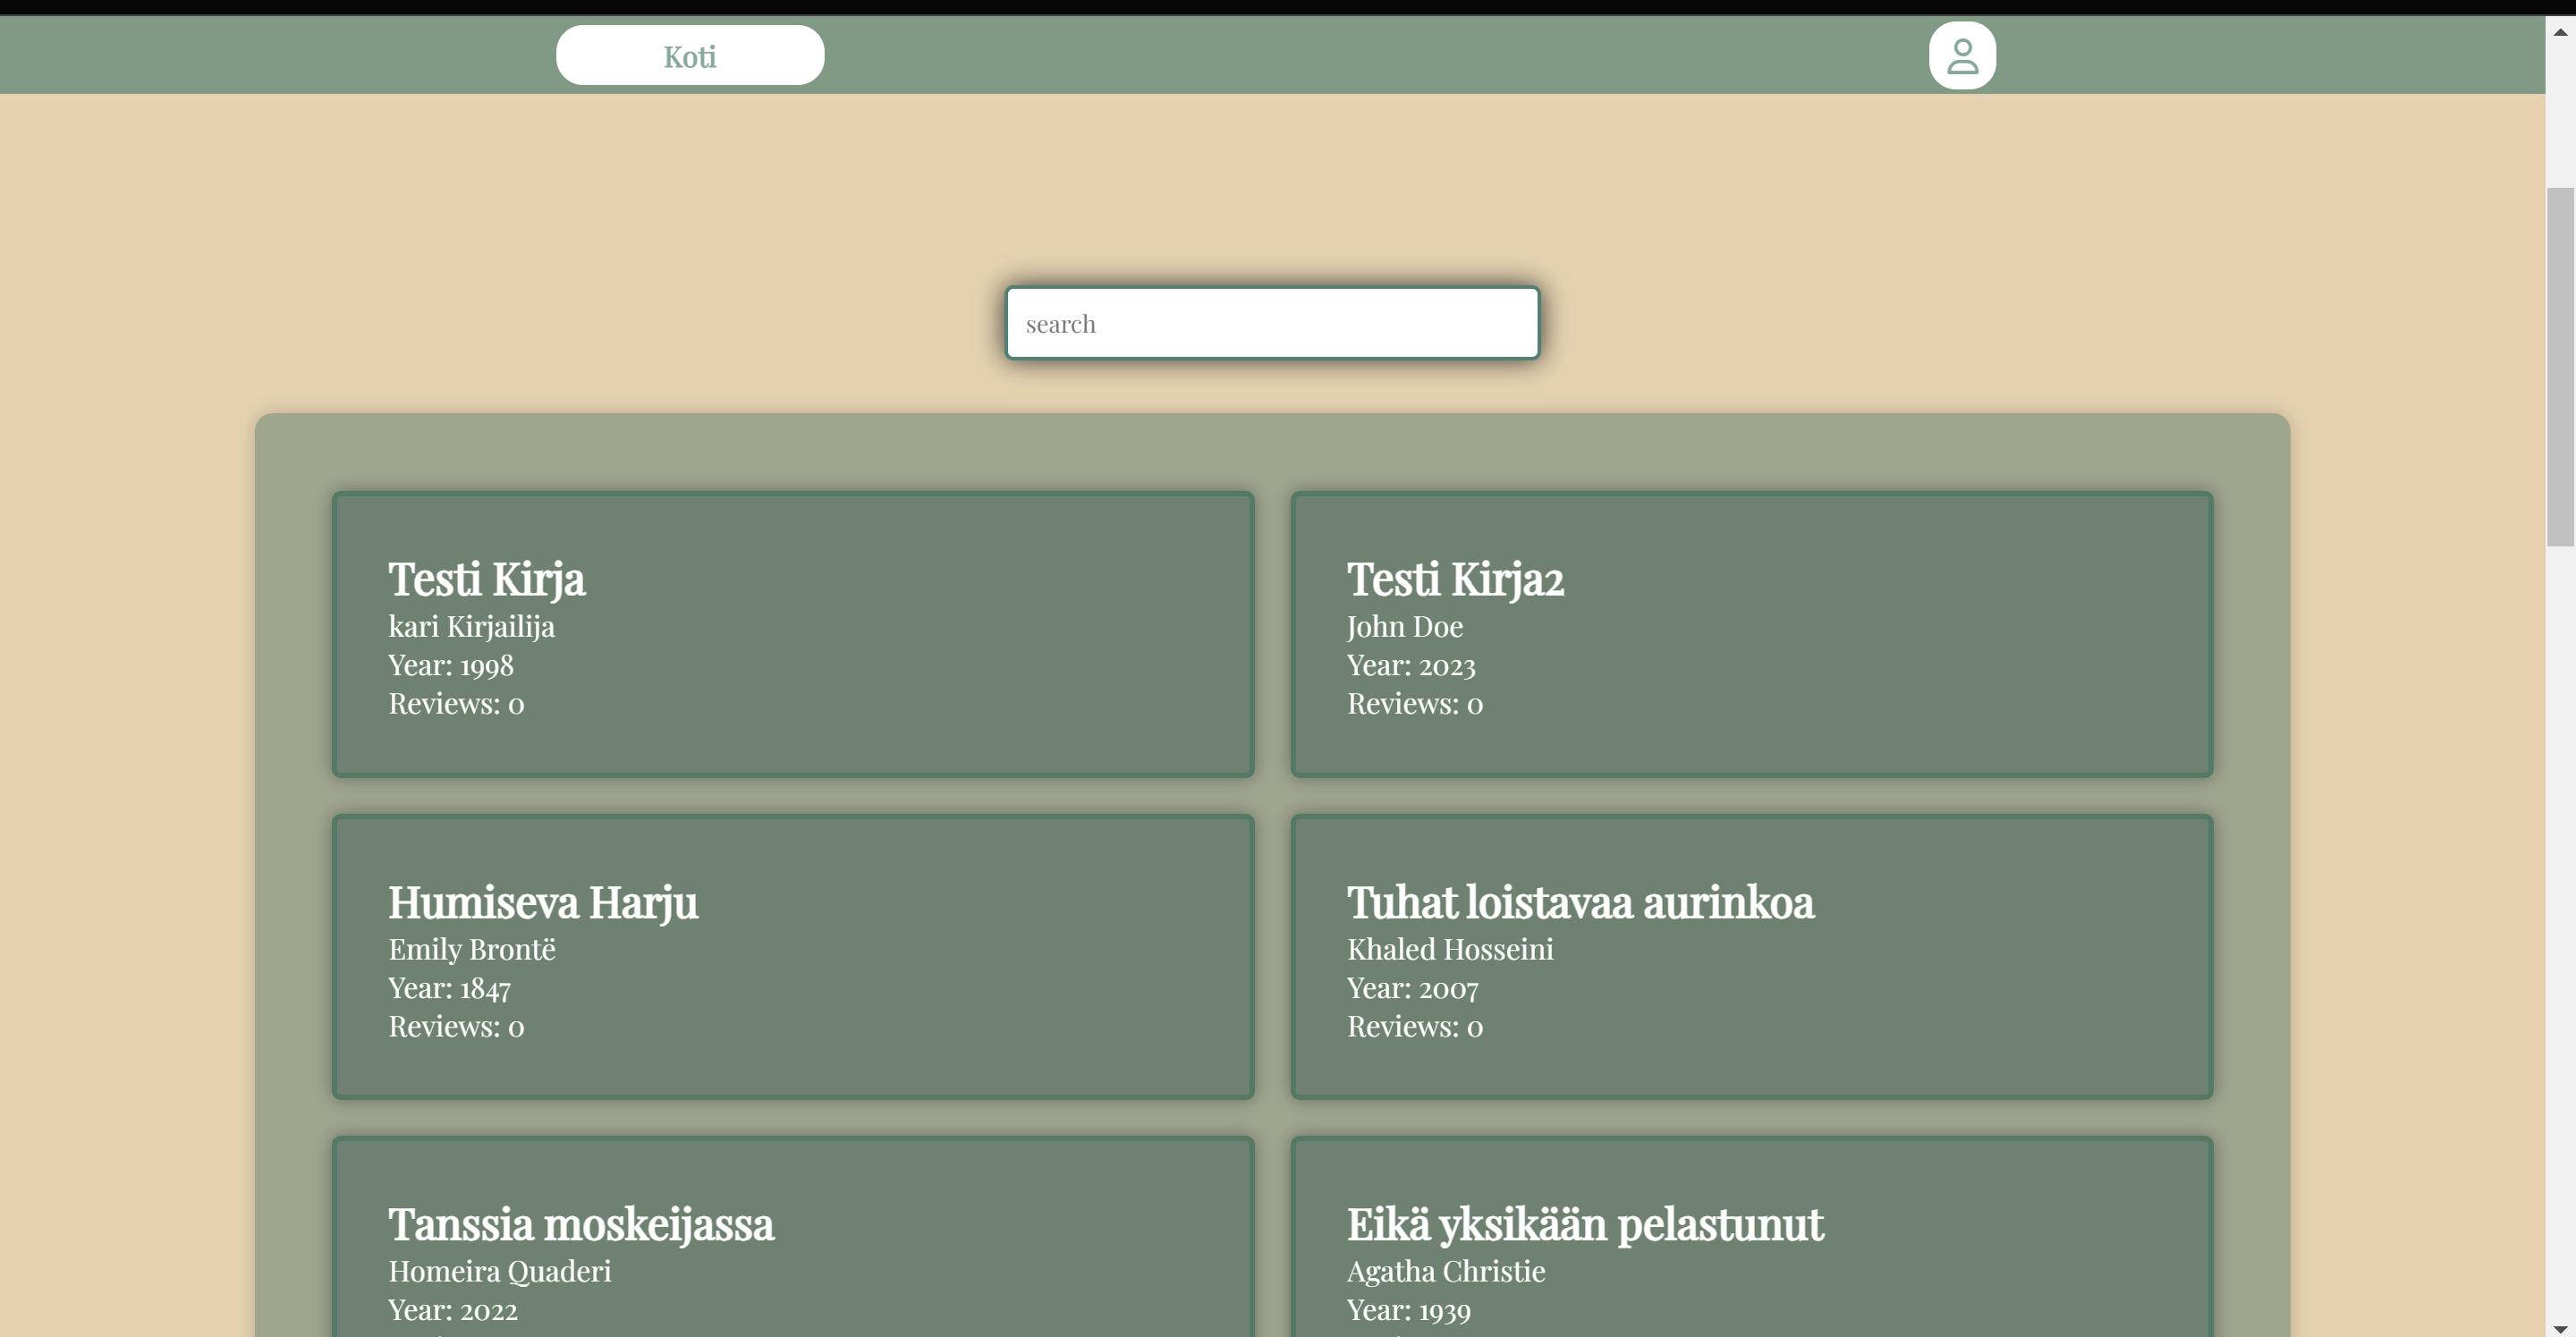 Koti
search
Testi Kirja
kari Kirjailija
Year: 1998
Reviews: 0
Testi Kirja2
John Doe
Year: 2023
Reviews: 0
Humiseva Harju
Emily Brontë
Year: 1847
Reviews: 0
Tuhat loistavaa aurinkoa
Khaled Hosseini
Year: 2007
Reviews: 0
Tanssia moskeijassa
Homeira Quaderi
Year: 2022
Eikä yksikään pelastunut
Agatha Christie
Year: 1939